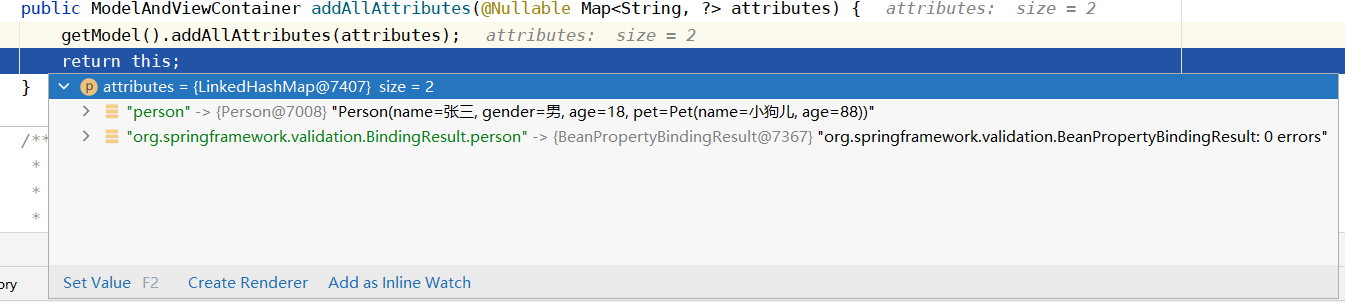 public ModelAndViewContainer addAllAttributes(@Nullable Map<String, ?> attributes) { attributes: size = 2
getModel().addAllAttributes(attributes); attributes: size = 2
return this;
}
attributes = {LinkedHashMap@7407} size = 2
"person" -> {Person@7008} "Person(name=张三, gender=男, age=18, pet=Pet(name=小狗儿, age=88))"
"org.springframework.validation.BindingResult.person" -> {BeanPropertyBindingResult@7367} "org.springframework.validation.BeanPropertyBindingResult: 0 errors"
/**
*
*
*
ory
Set Value F2 Create Renderer Add as Inline Watch